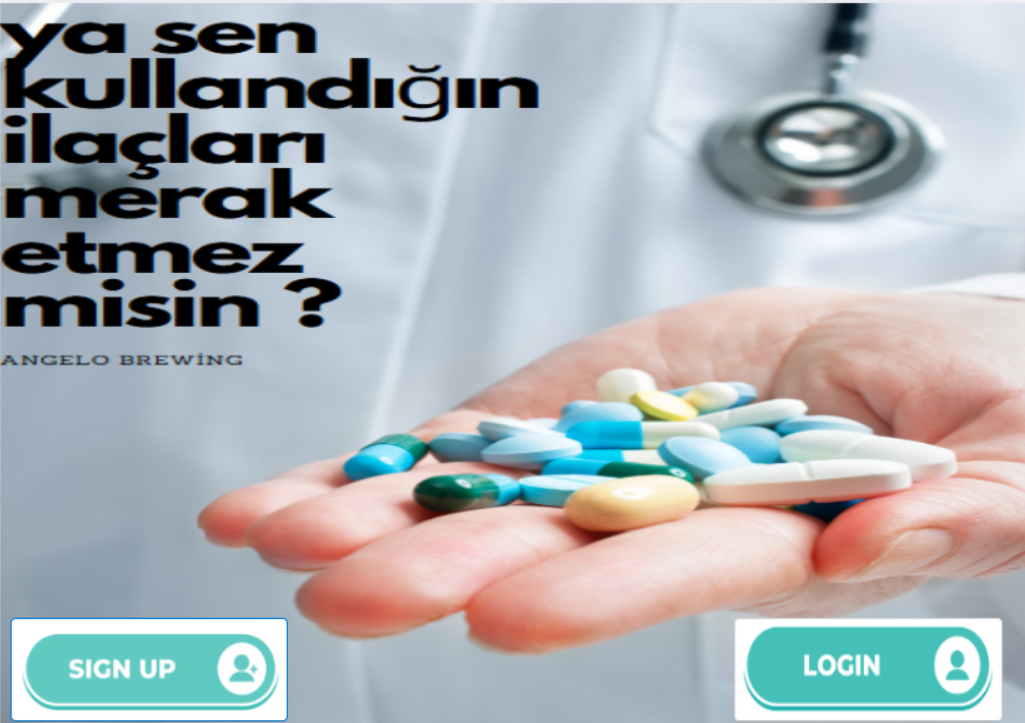 ya sen
kullandığın
ilaçları
merak
etmez
misin ?
ANGELO BREWİNG
SIGN UP
LOGIN